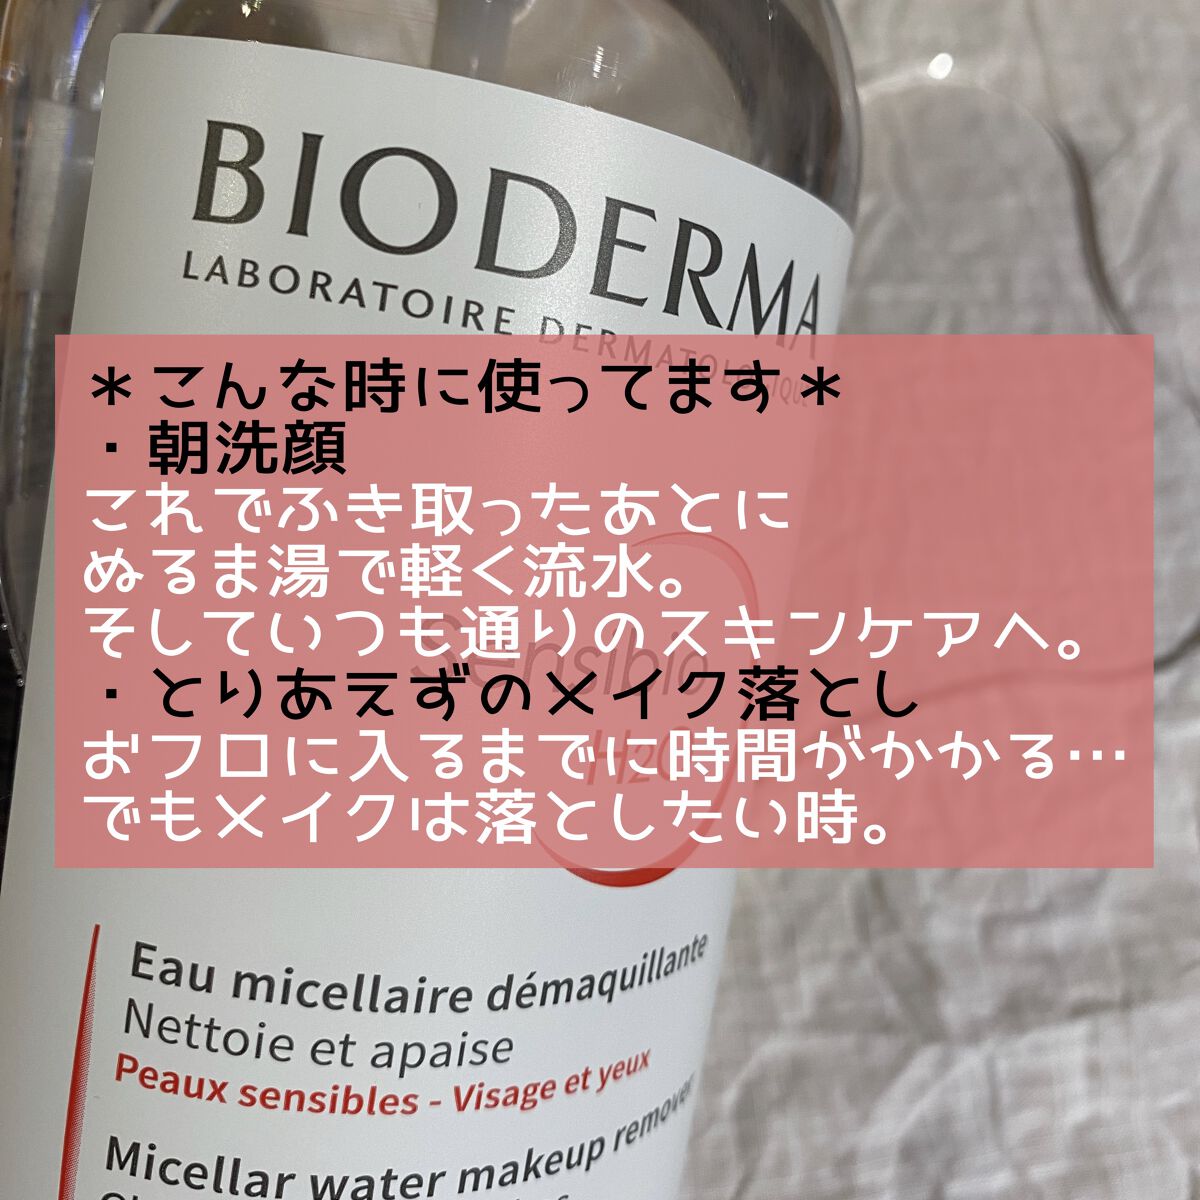 BIODERMA
LABORATOIRE DERMATOLOGIQUE
＊こんな時に使ってます＊
・朝洗顔
これでふき取ったあとに
ぬるま湯で軽く流水。
そしていつも通りのスキンケアへ。
・とりあえずのメイク落とし
おフロに入るまでに時間がかかる…
でもメイクは落としたい時。
Sensibio
H2O
Eau micellaire démaquillante
Nettoie et apaise
Peaux sensibles - Visage et yeux
Micellar water makeup remover